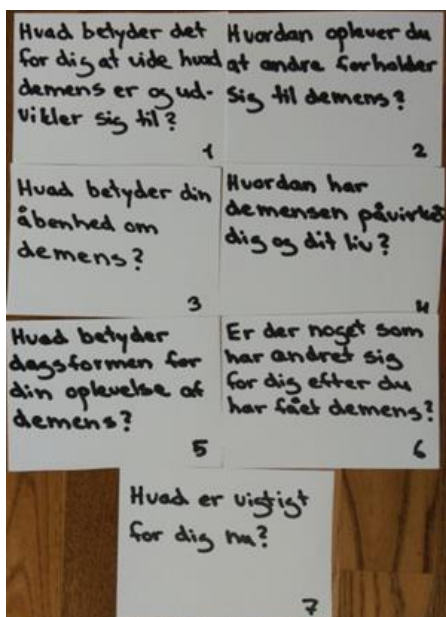 Hvad betyder det
for dig at vide hvad
demens er og ud-
vikler sig til?
1
Hvordan oplever du
at andre forholder
sig til demens?
2
Hvad betyder din
åbenhed om
demens?
3
Hvordan har
demensen påvirket
dig og dit liv?
4
Hvad betyder
dagsformen for
din oplevelse af
demens?
5
Er der noget som
har andret sig
for dig efter du
har fået demens?
6
Hvad er vigtigt
for dig nu?
7